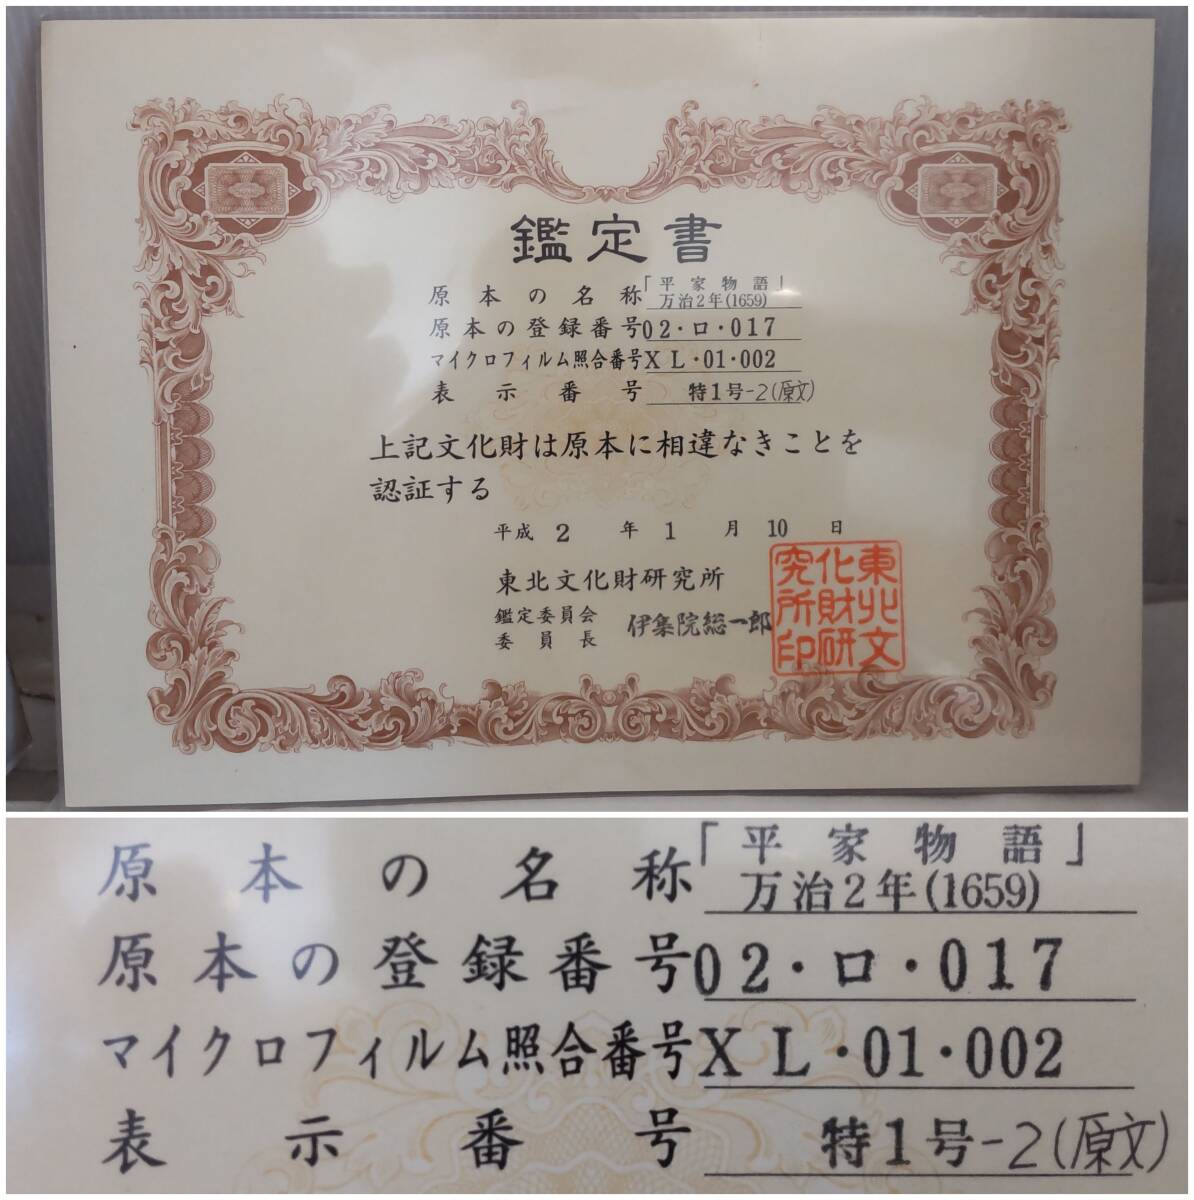 鑑定書
原本の名称「平家物語」
万治2年(1659)
原本の登録番号02・ロ・017
マイクロフィルム照合番号XL・01・002
表示番号 特1号-2(原文)
上記文化財は原本に相違なきことを
認証する
平成2年1月10日
東北文化財研究所
鑑定委員会
委員長 伊集院総一郎
東北文化財研究所印
原本の名称「平家物語」
万治2年(1659)
原本の登録番号02・ロ・017
マイクロフィルム照合番号XL・01・002
表示番号 特1号-2(原文)